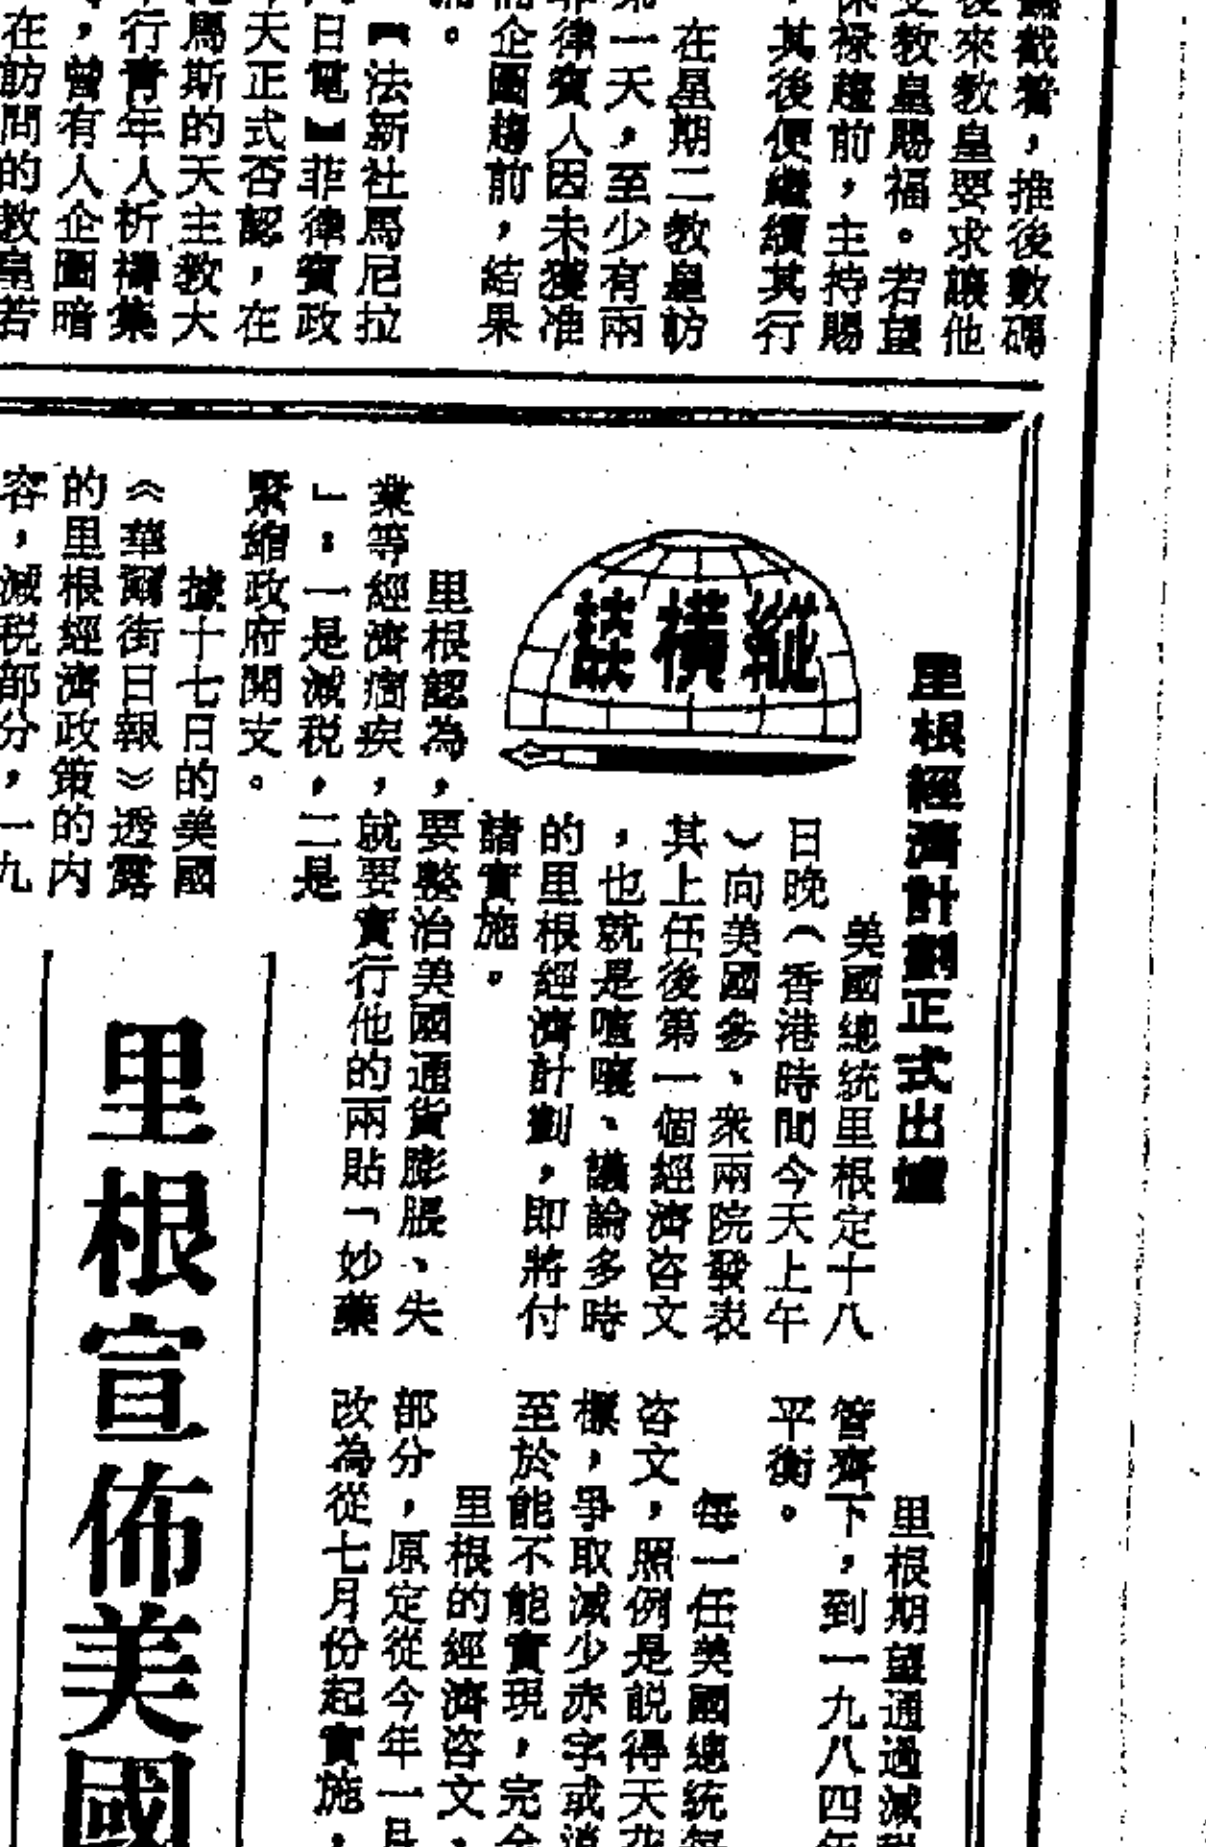 戴著，推後數碼
後來教皇要求讓他
受教皇賜福。若望
保祿趨前，主持賜
，其後便繼續其行
在星期二教皇訪
第一天，至少有兩
菲律賓人因未獲准
而企圖趨前，結果
。
【法新社馬尼拉
日電】菲律賓政
天正式否認，在
馬斯的天主教大
行青年人祈禱集
，曾有人企圖暗
在訪問的教皇若
縱橫談
里根經濟計劃正式出爐
美國總統里根定十八
日晚（香港時間今天上午
）向美國參、衆兩院發表
其上任後第一個經濟咨文
，也就是喧嚷、議論多時
的里根經濟計劃，即將付
諸實施。
里根認為，要整治美國通貨膨脹、失
業等經濟痼疾，就要實行他的兩貼「妙藥
」：一是減税，二是
緊縮政府開支。
據十七日的美國
《華爾街日報》透露
的里根經濟政策的内
容，減税部分，一九
里根期望通過減税
管齊下，到一九八四年
平衡。
每一任美國總統每
咨文，照例是説得天花
標，爭取減少赤字或消
至於能不能實現，完全
里根的經濟咨文，
部分，原定從今年一月
改為從七月份起實施，
里根宣佈美國